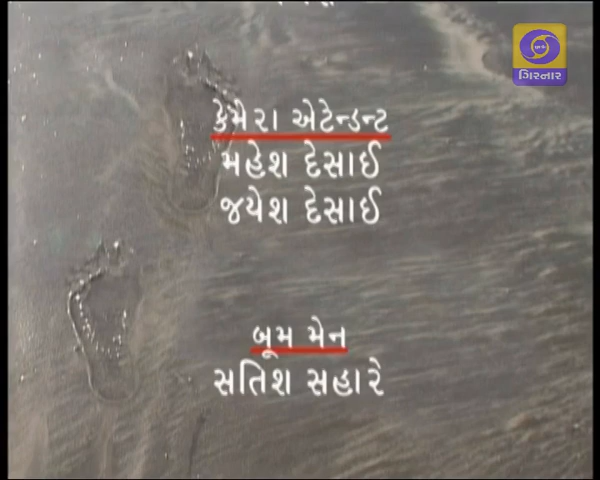 ગિરનાર
કેમેરા એટેન્ડન્ટ
મહેશ દેસાઈ
જયેશ દેસાઈ
બૂમ મેન
સતિશ સહારે